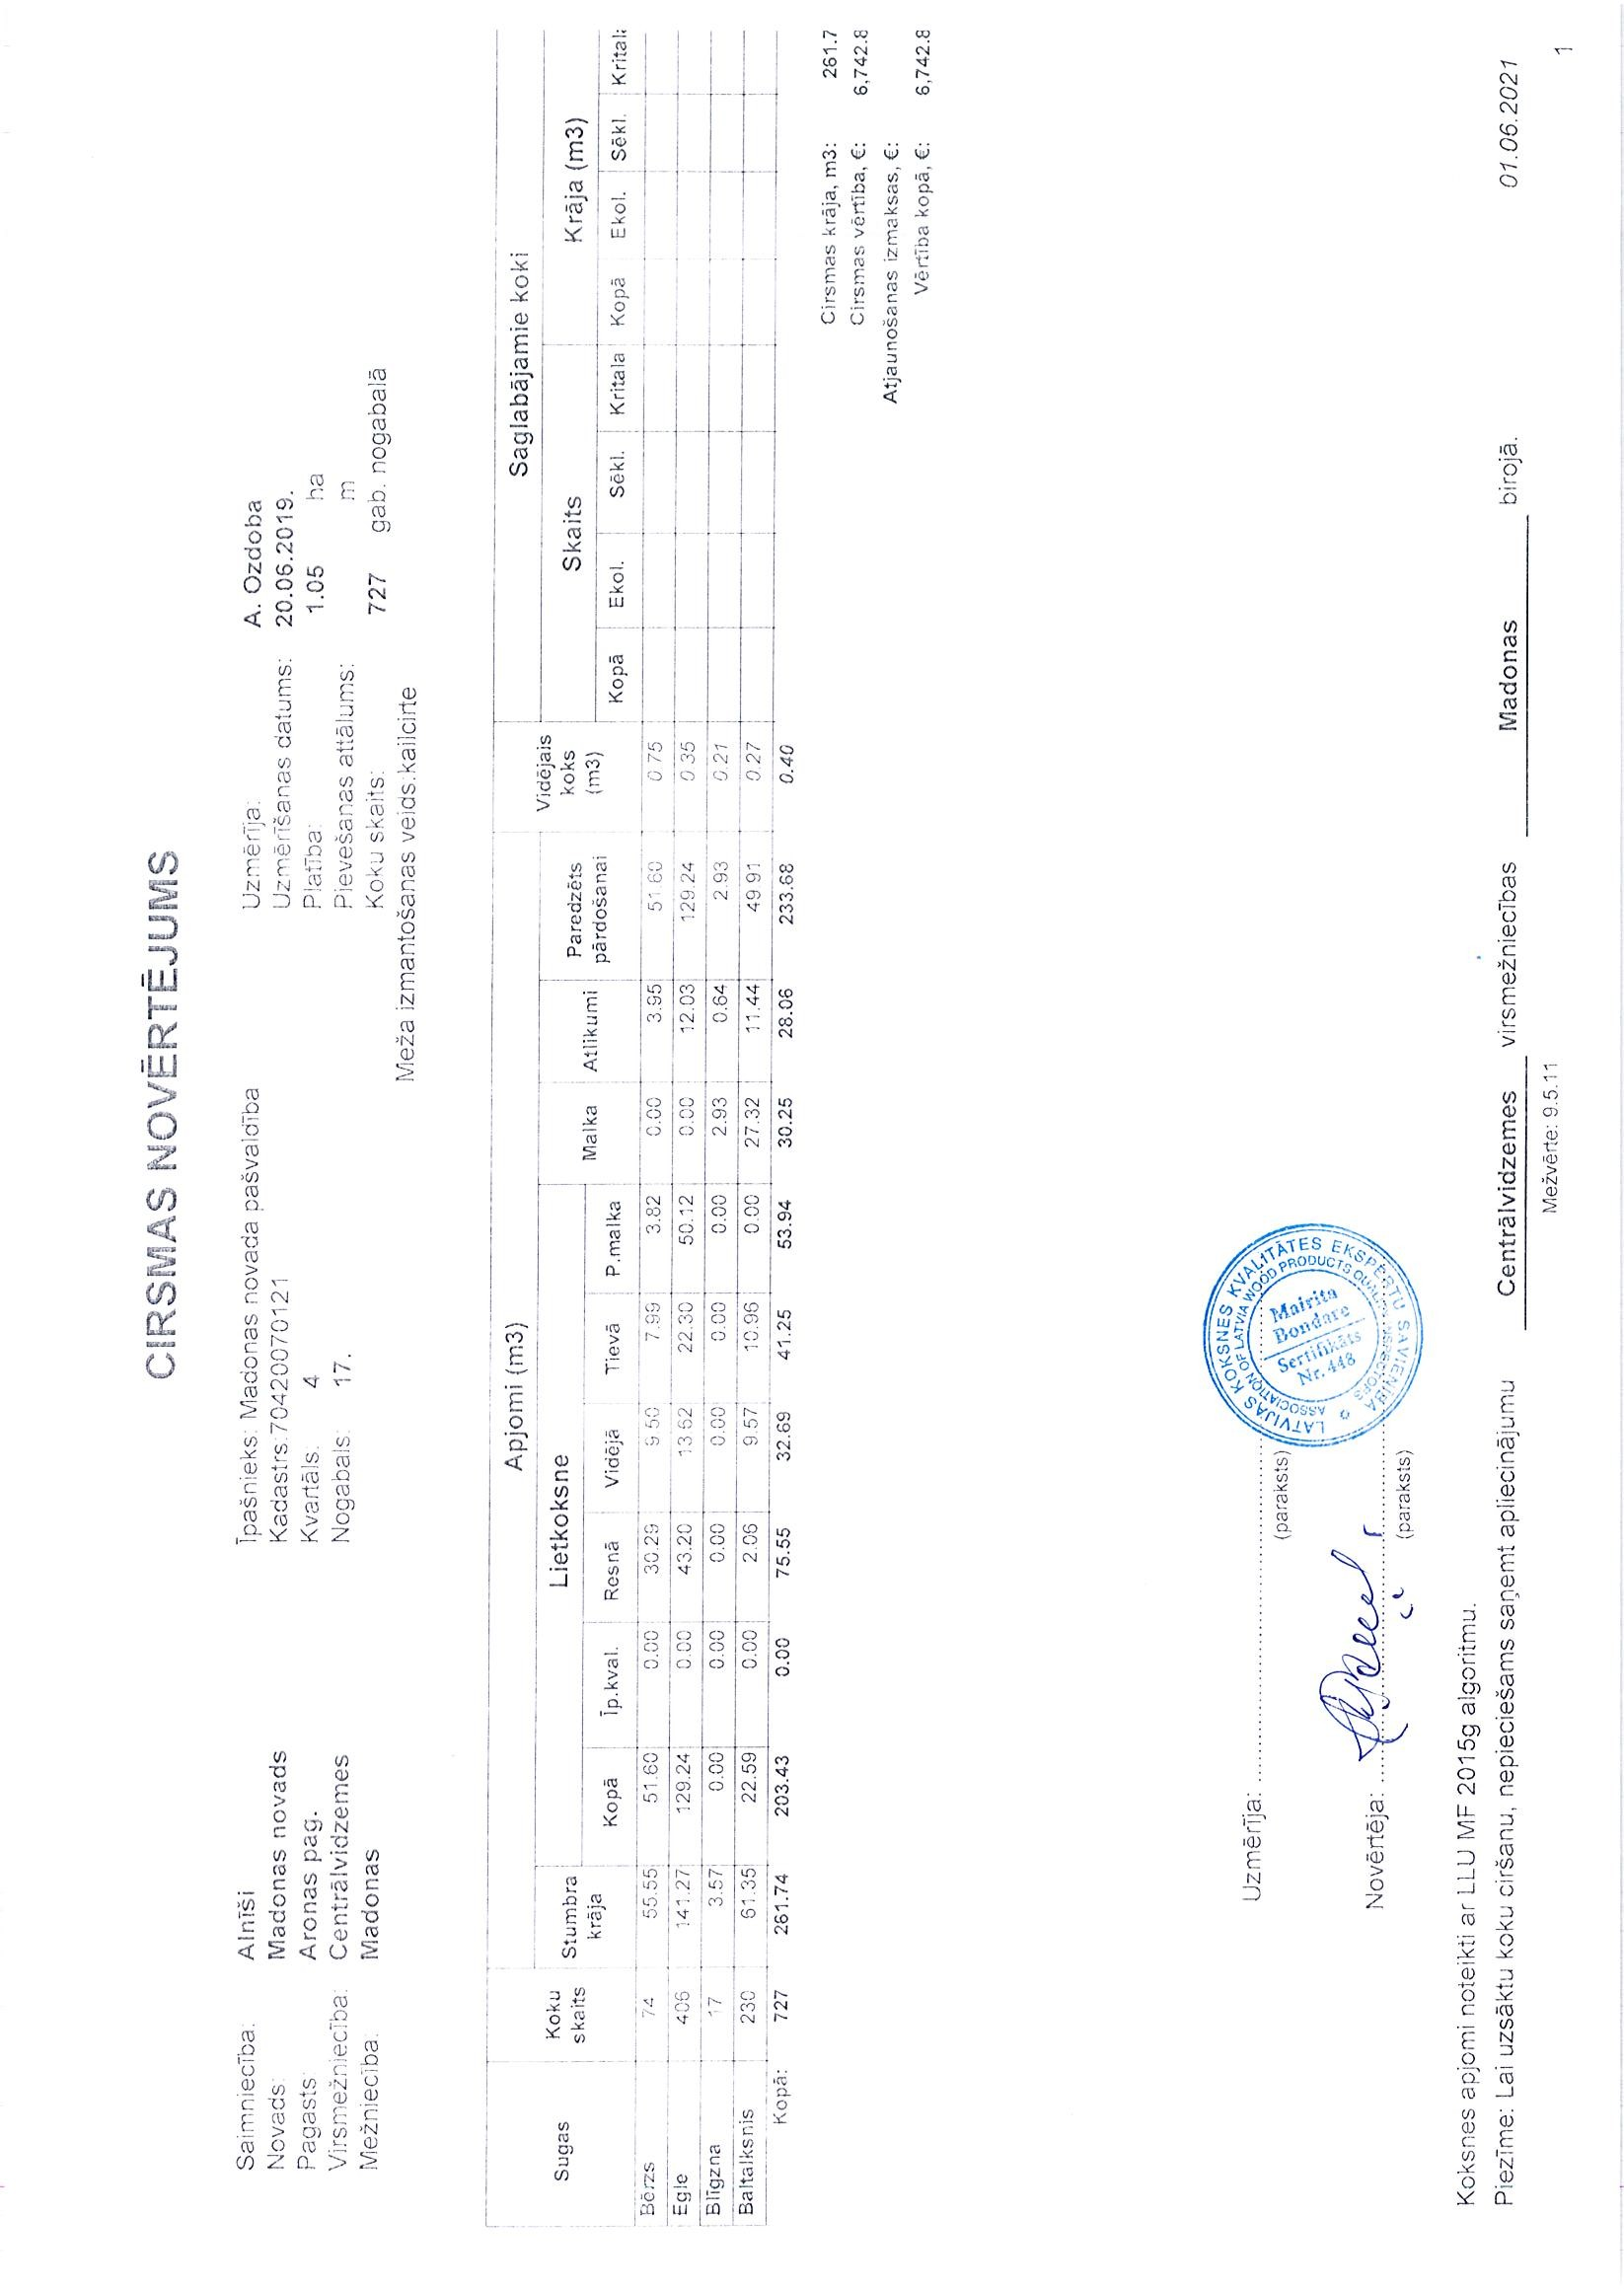 CIRSMAS NOVĒRTĒJUMS
Saimniecība: Alnīši Īpašnieks: Madonas novada pašvaldība Uzmērīja: A. Ozdoba
Novads: Madonas novads Kadastrs: 70420070121 Uzmērīšanas datums: 20.06.2019.
Pagasts: Aronas pag. Kvartāls: 4 Platība: 1.05 ha
Virsmežniecība: Centrālvidzemes Nogabals: 17. Pievešanas attālums: m
Mežniecība: Madonas Koku skaits: 727 gab. nogabalā
Meža izmantošanas veids: kailcirte
Sugas Koku skaits Apjomi (m3) Vidējais koks (m3) Saglabājamie koki
Stumbra krāja Lietkoksne Malka Atlikumi Paredzēts pārdošanai Skaits Krāja (m3)
Kopā Īp.kval. Resnā Vidējā Tievā P.malka Kopā Ekol. Sēkl. Kritala Kopā Ekol. Sēkl. Kritala
Bērzs 74 55.55 51.60 0.00 30.29 9.50 7.99 3.82 0.00 3.95 51.60 0.75
Egle 406 141.27 129.24 0.00 43.20 13.62 22.30 50.12 0.00 12.03 129.24 0.35
Blīgzna 17 3.57 0.00 0.00 0.00 0.00 0.00 0.00 2.93 0.64 2.93 0.21
Baltalksnis 230 61.35 22.59 0.00 2.06 9.57 10.96 0.00 27.32 11.44 49.91 0.27
Kopā: 727 261.74 203.43 0.00 75.55 32.69 41.25 53.94 30.25 28.06 233.68 0.40
Cirsmas krāja, m3: 261.7
Cirsmas vērtība, €: 6,742.8
Atjaunošanas izmaksas, €:
Vērtība kopā, €: 6,742.8
Uzmērīja:
(paraksts)
Novērtēja:
(paraksts)
LATVIJAS KOKSNES KVALITĀTES EKSPERTU SAVIENĪBA
ASSOCIATION OF LATVIA WOOD PRODUCTS QUALITY INSPECTORS
Mairita
Bondare
Sertifikāts
Nr. 448
Koksnes apjomi noteikti ar LLU MF 2015g algoritmu.
Piezīme: Lai uzsāktu koku ciršanu, nepieciešams saņemt apliecinājumu Centrālvidzemes virsmežniecības Madonas birojā. 01.06.2021
Mežvērte: 9.5.11
1